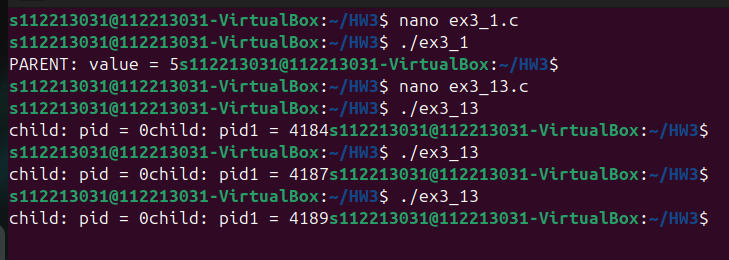 s112213031@112213031-VirtualBox:~/HW3$ nano ex3_1.c
s112213031@112213031-VirtualBox:~/HW3$ ./ex3_1
PARENT: value = 5s112213031@112213031-VirtualBox:~/HW3$
s112213031@112213031-VirtualBox:~/HW3$ nano ex3_13.c
s112213031@112213031-VirtualBox:~/HW3$ ./ex3_13
child: pid = 0child: pid1 = 4184s112213031@112213031-VirtualBox:~/HW3$
s112213031@112213031-VirtualBox:~/HW3$ ./ex3_13
child: pid = 0child: pid1 = 4187s112213031@112213031-VirtualBox:~/HW3$
s112213031@112213031-VirtualBox:~/HW3$ ./ex3_13
child: pid = 0child: pid1 = 4189s112213031@112213031-VirtualBox:~/HW3$